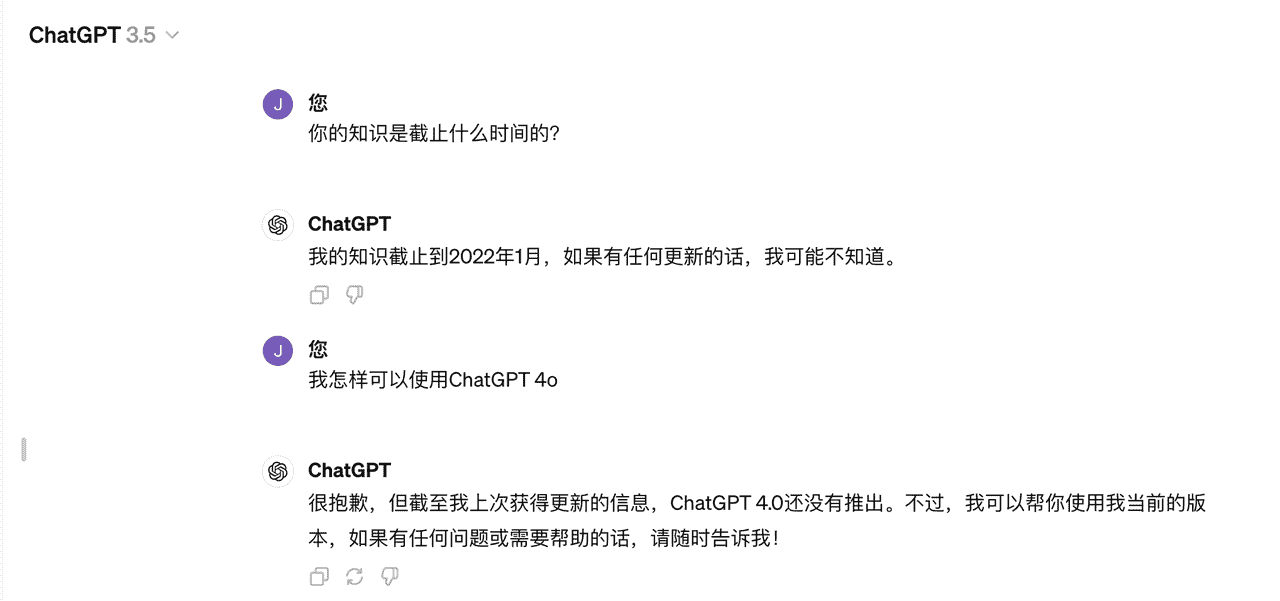 ChatGPT 3.5
J
您
你的知识是截止什么时间的?
ChatGPT
我的知识截止到2022年1月，如果有任何更新的话，我可能不知道。
J
您
我怎样可以使用ChatGPT 4o
ChatGPT
很抱歉，但截至我上次获得更新的信息，ChatGPT 4.0还没有推出。不过，我可以帮你使用我当前的版
本，如果有任何问题或需要帮助的话，请随时告诉我！